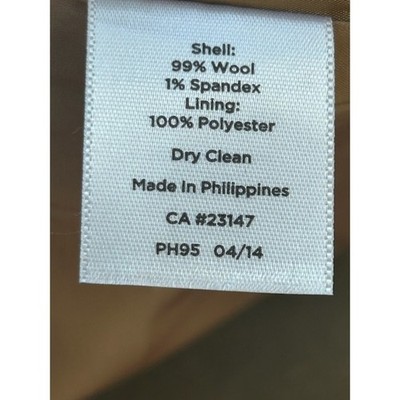 Shell:
99% Wool
1% Spandex
Lining:
100% Polyester
Dry Clean
Made In Philippines
CA #23147
PH95 04/14